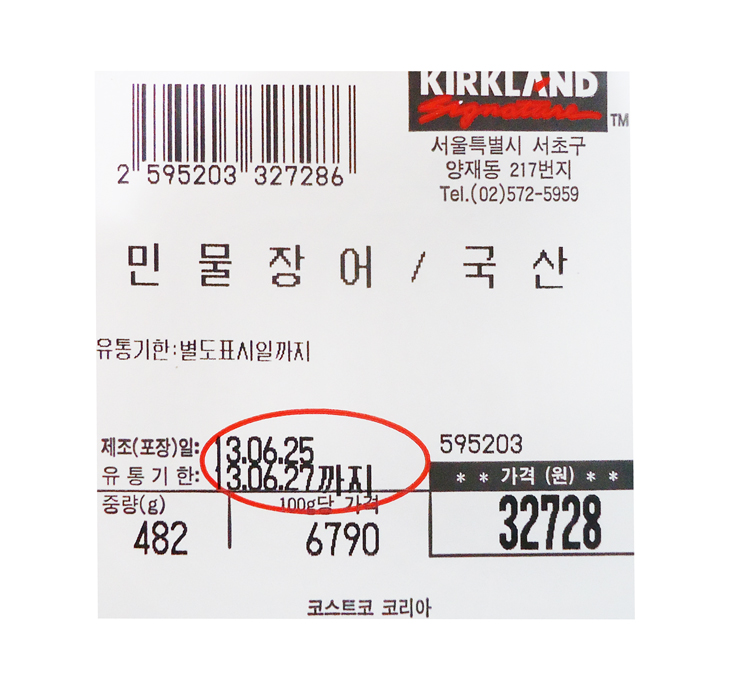 KIRKLAND
Signature TM
서울특별시 서초구
양재동 217번지
Tel.(02)572-5959
2 595203 327286
민물장어/국산
유통기한:별도표시일까지
제조(포장)일: 13.06.25
595203
유통기한: 13.06.27까지
** 가격 (원) **
중량(g) 100g당 가격
482 6790 32728
코스트코 코리아